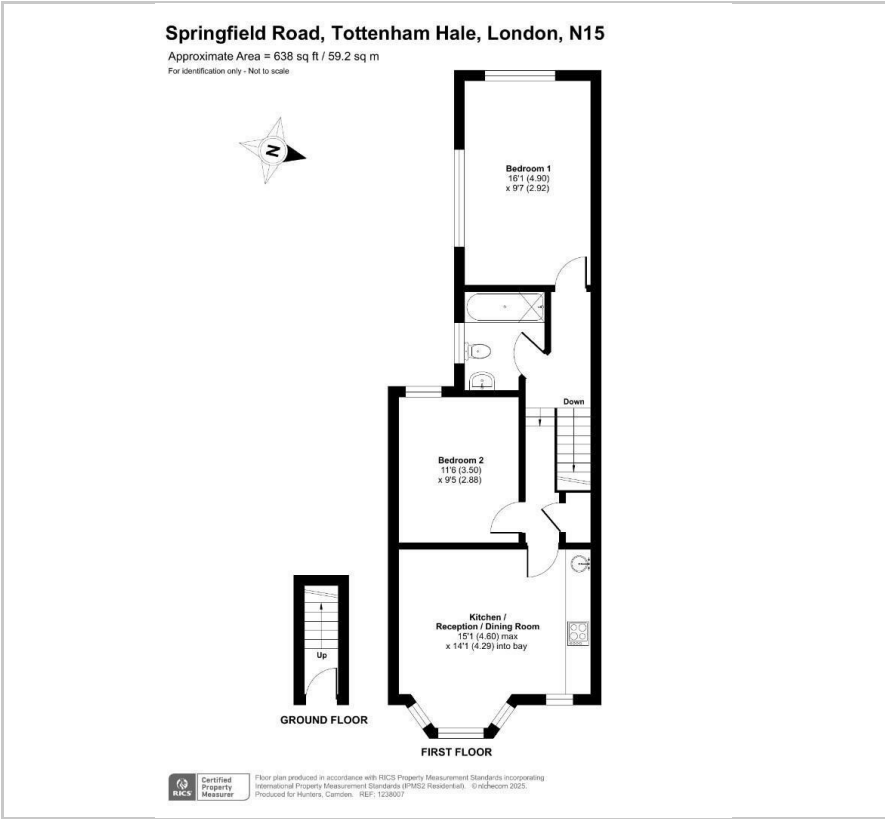 Springfield Road, Tottenham Hale, London, N15
Approximate Area = 638 sq ft / 59.2 sq m
For identification only - Not to scale
N
Bedroom 1
16'1 (4.90)
x 9'7 (2.92)
Down
Bedroom 2
11'6 (3.50)
x 9'5 (2.88)
Kitchen /
Reception / Dining Room
15'1 (4.60) max
x 14'1 (4.29) into bay
Up
GROUND FLOOR
FIRST FLOOR
RICS
Certified
Property
Measurer
Floor plan produced in accordance with RICS Property Measurement Standards incorporating
International Property Measurement Standards (IPMS2 Residential). © nichecom 2025.
Produced for Hunters, Camden. REF: 1238007